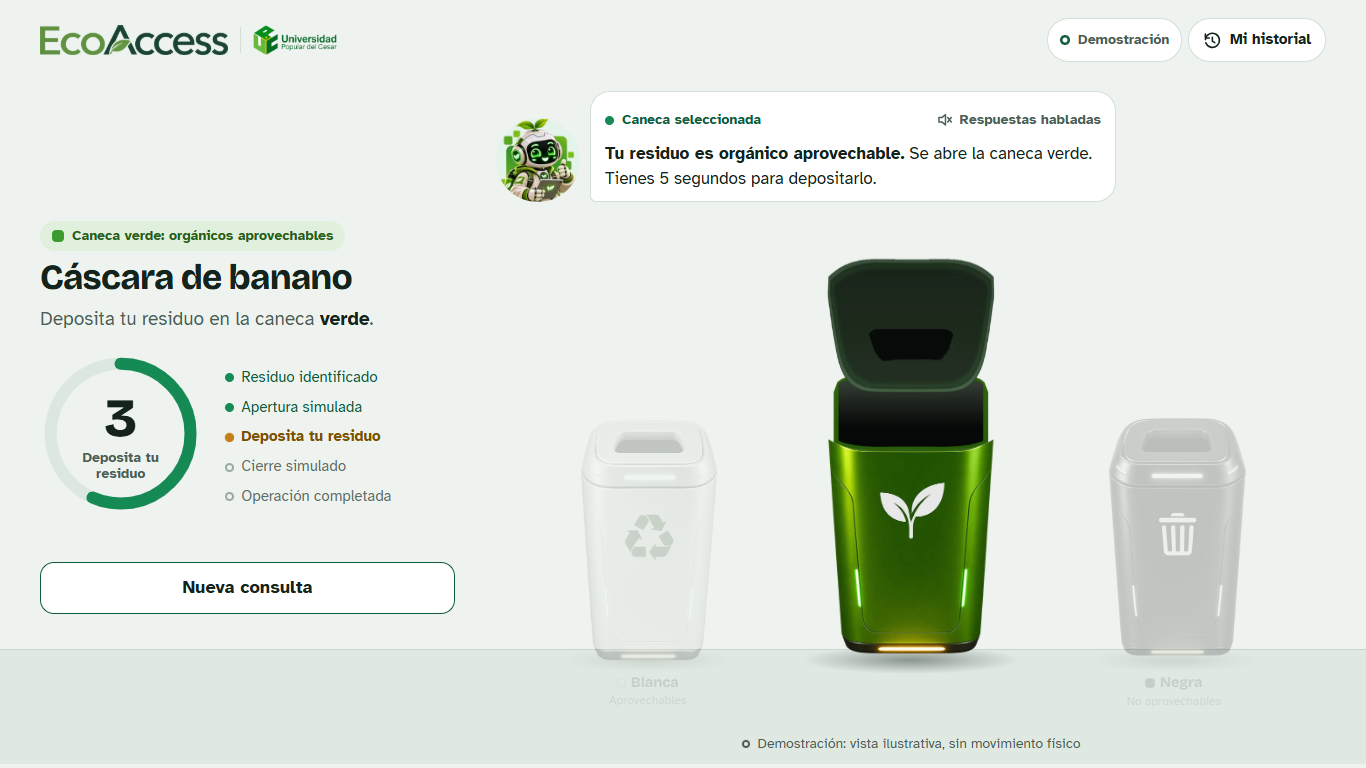 EcoAccess
Universidad
Popular del Cesar
Demostración
Mi historial
Caneca seleccionada
Respuestas habladas
Tu residuo es orgánico aprovechable. Se abre la caneca verde.
Tienes 5 segundos para depositarlo.
Caneca verde: orgánicos aprovechables
Cáscara de banano
Deposita tu residuo en la caneca verde.
3
Deposita tu
residuo
Residuo identificado
Apertura simulada
Deposita tu residuo
Cierre simulado
Operación completada
Nueva consulta
Blanca
Aprovechables
Negra
No aprovechables
Demostración: vista ilustrativa, sin movimiento físico